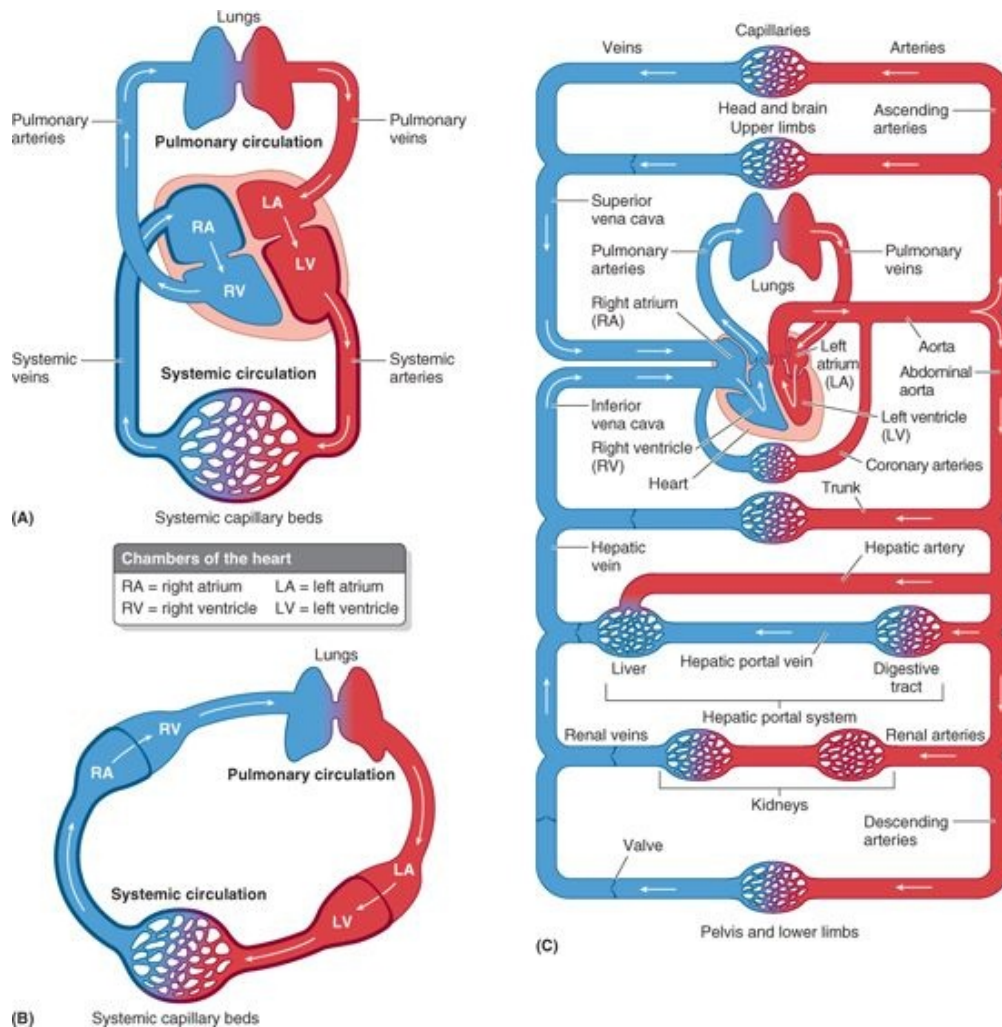 Lungs
Pulmonary
arteries
Pulmonary
veins
Pulmonary circulation
RA
LA
LV
RV
Systemic
veins
Systemic circulation
Systemic
arteries
(A)
Systemic capillary beds
Chambers of the heart
RA = right atrium LA = left atrium
RV = right ventricle LV = left ventricle
Lungs
RV
RA
Pulmonary circulation
LA
Systemic circulation
LV
(B)
Systemic capillary beds
Capillaries
Veins
Arteries
Head and brain
Upper limbs
Ascending
arteries
Superior
vena cava
Pulmonary
arteries
Pulmonary
veins
Lungs
Right atrium
(RA)
Left
atrium
(LA)
Aorta
Abdominal
aorta
Inferior
vena cava
Left ventricle
(LV)
Right ventricle
(RV)
Heart
Coronary arteries
Trunk
Hepatic
vein
Hepatic artery
Liver
Hepatic portal vein
Digestive
tract
Hepatic portal system
Renal veins
Renal arteries
Kidneys
Descending
arteries
Valve
Pelvis and lower limbs
(C)